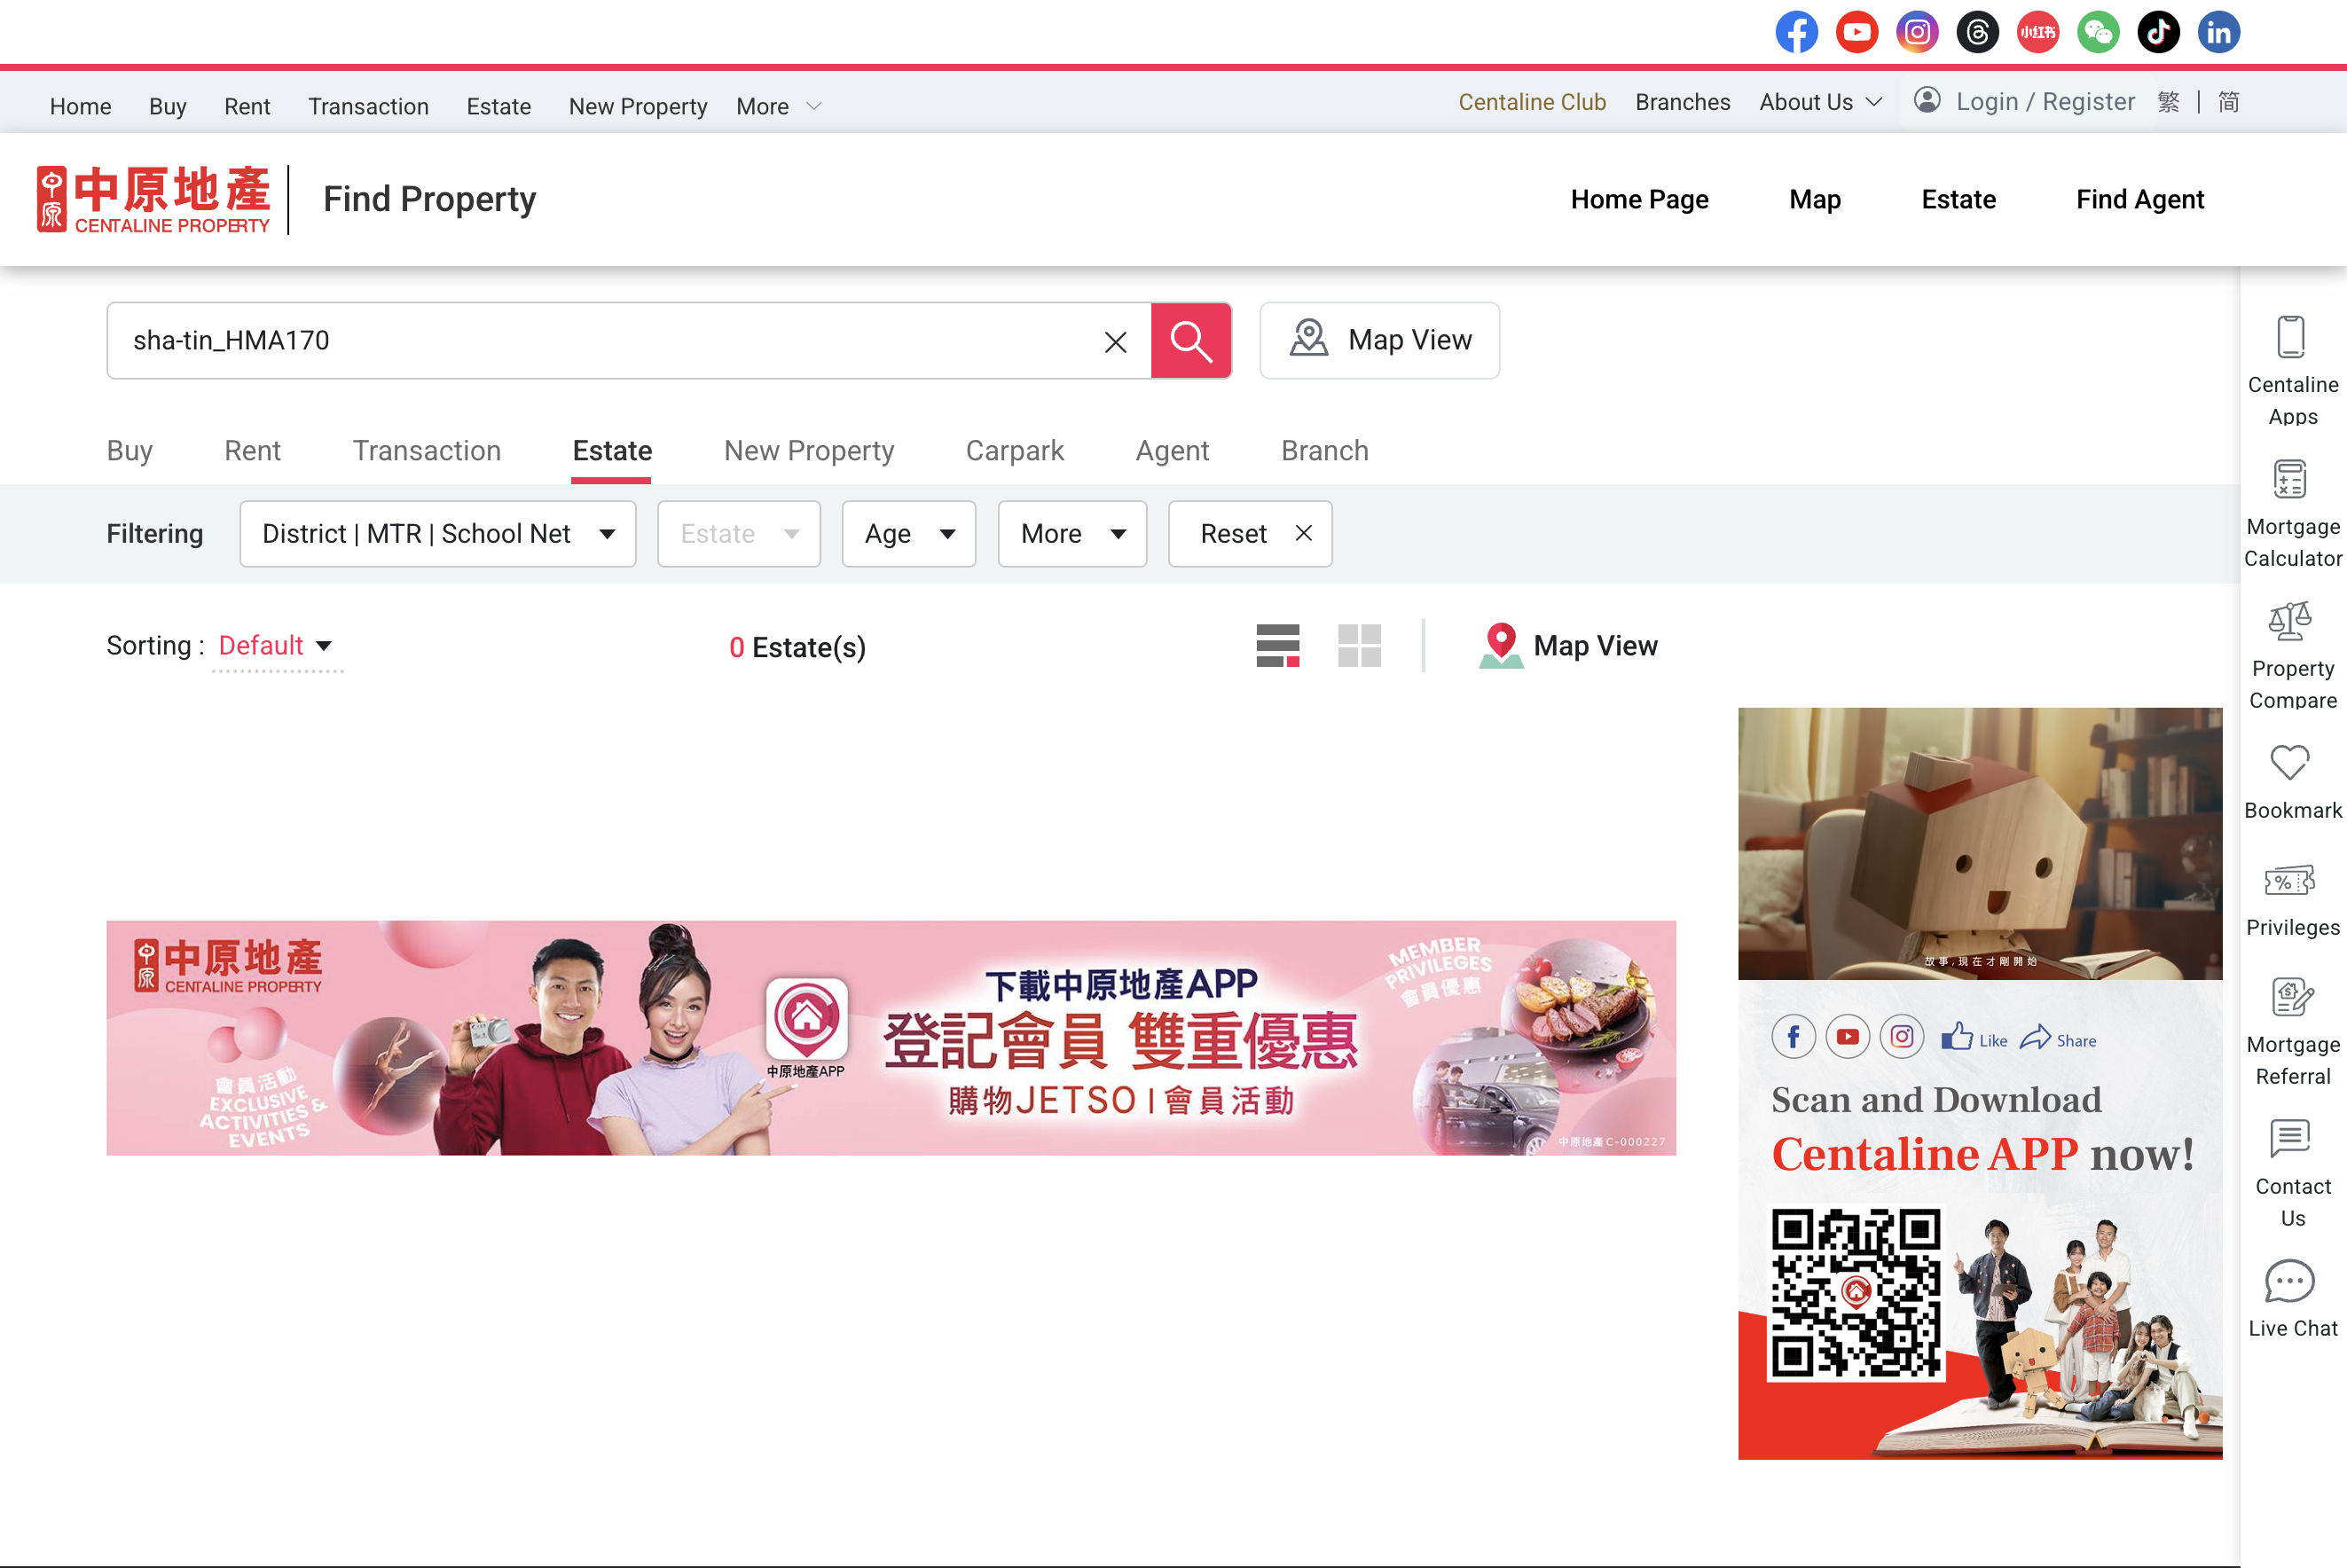 小红书
Home Buy Rent Transaction Estate New Property More
Centaline Club Branches About Us Login / Register 繁 | 简
中原
中原地產
CENTALINE PROPERTY
Find Property
Home Page Map Estate Find Agent
sha-tin_HMA170
Map View
Buy Rent Transaction Estate New Property Carpark Agent Branch
Filtering District | MTR | School Net Estate Age More Reset
Sorting : Default
0 Estate(s)
Map View
中原
中原地產
CENTALINE PROPERTY
會員活動
EXCLUSIVE
ACTIVITIES &
EVENTS
中原地產APP
下載中原地產APP
登記會員 雙重優惠
購物JETSO | 會員活動
MEMBER
PRIVILEGES
會員優惠
中原地產 C-000227
故事,現在才剛開始
Like Share
Scan and Download
Centaline APP now!
Centaline
Apps
Mortgage
Calculator
Property
Compare
Bookmark
Privileges
Mortgage
Referral
Contact
Us
Live Chat